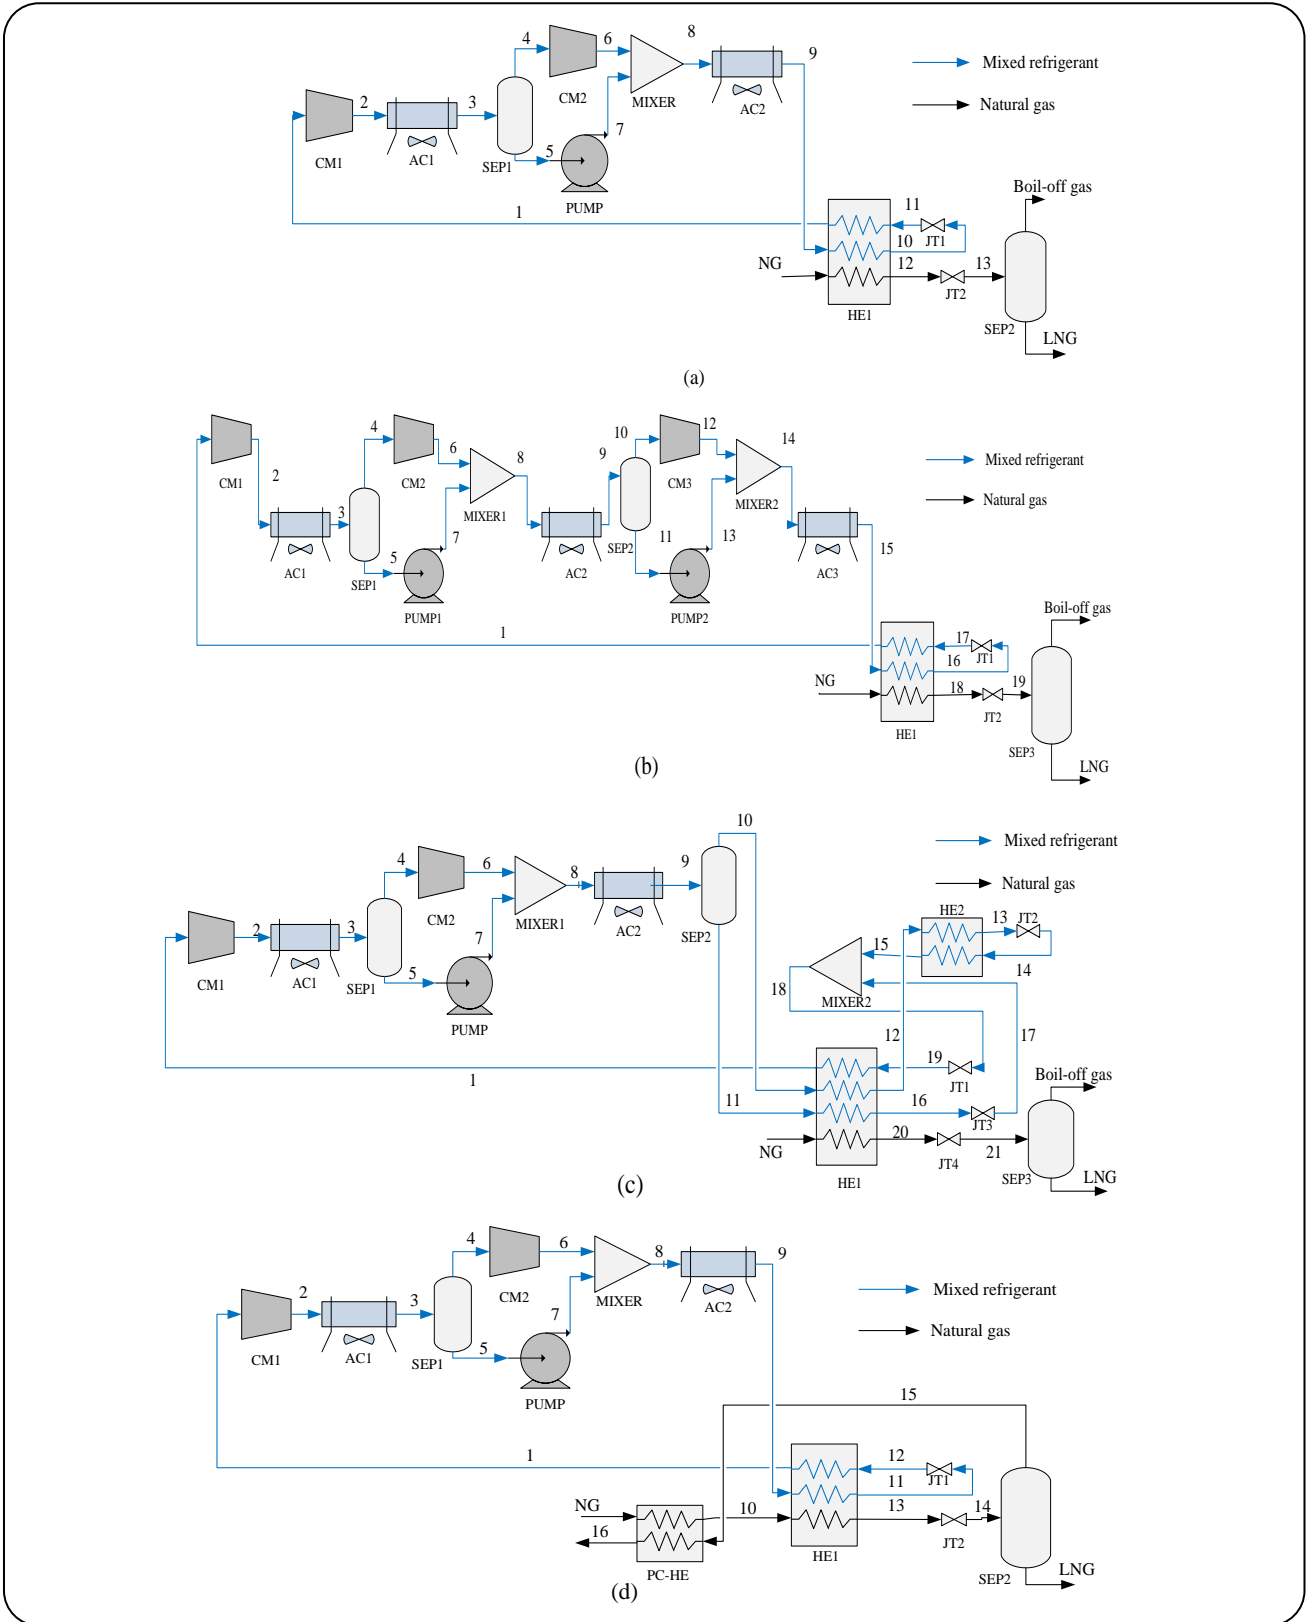 4
6
8
9
Mixed refrigerant
CM2
MIXER
AC2
2
3
Natural gas
7
CM1
AC1
SEP1
5
PUMP
Boil-off gas
1
11
JT1
10
NG
12
13
JT2
HE1
SEP2
LNG
(a)
4
10
12
14
6
8
9
Mixed refrigerant
CM1
2
CM2
CM3
MIXER2
Natural gas
MIXER1
3
7
11
13
15
SEP2
AC1
SEP1
5
AC2
AC3
PUMP1
PUMP2
Boil-off gas
1
17
JT1
16
NG
18
19
JT2
HE1
SEP3
LNG
(b)
10
4
6
8
9
Mixed refrigerant
CM2
MIXER1
AC2
Natural gas
HE2
2
3
7
SEP2
13
JT2
15
14
CM1
AC1
SEP1
5
18
MIXER2
PUMP
12
17
19
JT1
Boil-off gas
1
11
16
JT3
NG
20
JT4
21
SEP3
LNG
HE1
(c)
4
6
8
9
Mixed refrigerant
2
3
CM2
MIXER
AC2
7
Natural gas
CM1
AC1
SEP1
5
PUMP
15
1
12
JT1
11
NG
10
13
14
16
JT2
HE1
PC-HE
SEP2
LNG
(d)